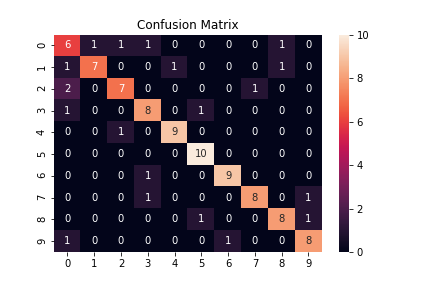 Confusion Matrix
0 6 1 1 1 0 0 0 0 1 0
1 1 7 0 0 1 0 0 0 1 0
2 2 0 7 0 0 0 0 1 0 0
3 1 0 0 8 0 1 0 0 0 0
4 0 0 1 0 9 0 0 0 0 0
5 0 0 0 0 0 10 0 0 0 0
6 0 0 0 1 0 0 9 0 0 0
7 0 0 0 1 0 0 0 8 0 1
8 0 0 0 0 0 1 0 0 8 1
9 1 0 0 0 0 0 1 0 0 8
0 1 2 3 4 5 6 7 8 9
10
8
6
4
2
0